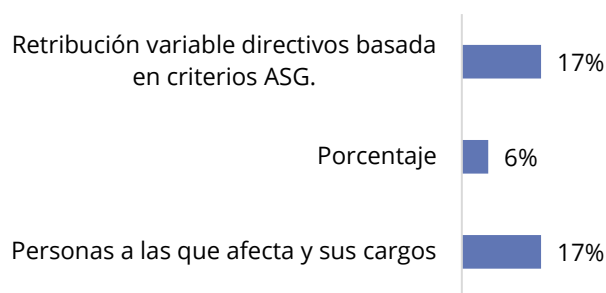 Retribución variable directivos basada
en criterios ASG.
17%
Porcentaje
6%
Personas a las que afecta y sus cargos
17%